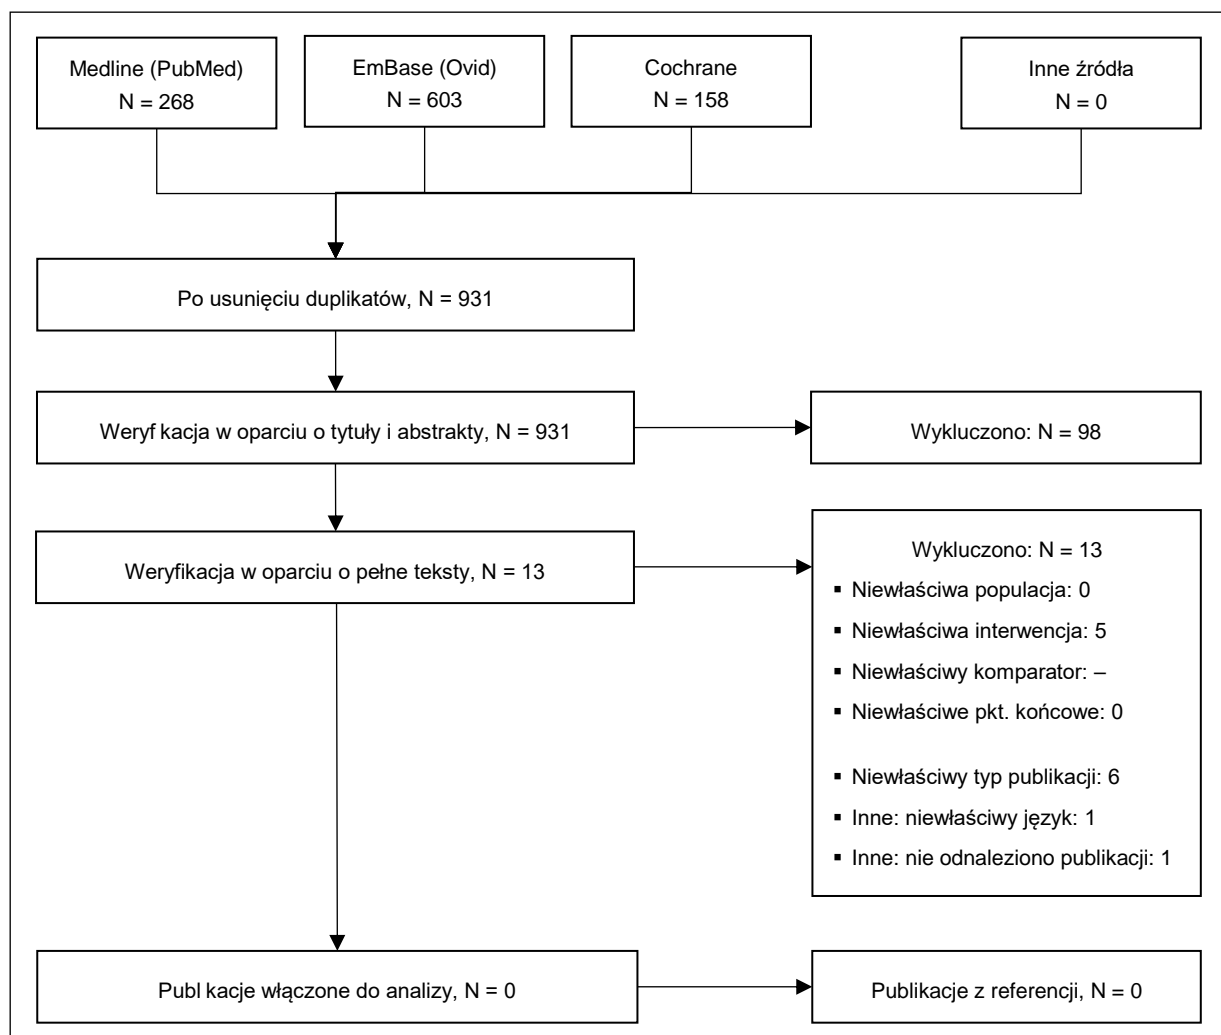 Medline (PubMed)
N = 268
EmBase (Ovid)
N = 603
Cochrane
N = 158
Inne źródła
N = 0
Po usunięciu duplikatów, N = 931
Weryf kacja w oparciu o tytuły i abstrakty, N = 931
Wykluczono: N = 98
Weryfikacja w oparciu o pełne teksty, N = 13
Wykluczono: N = 13
▪ Niewłaściwa populacja: 0
▪ Niewłaściwa interwencja: 5
▪ Niewłaściwy komparator: –
▪ Niewłaściwe pkt. końcowe: 0
▪ Niewłaściwy typ publikacji: 6
▪ Inne: niewłaściwy język: 1
▪ Inne: nie odnaleziono publikacji: 1
Publ kacje włączone do analizy, N = 0
Publikacje z referencji, N = 0